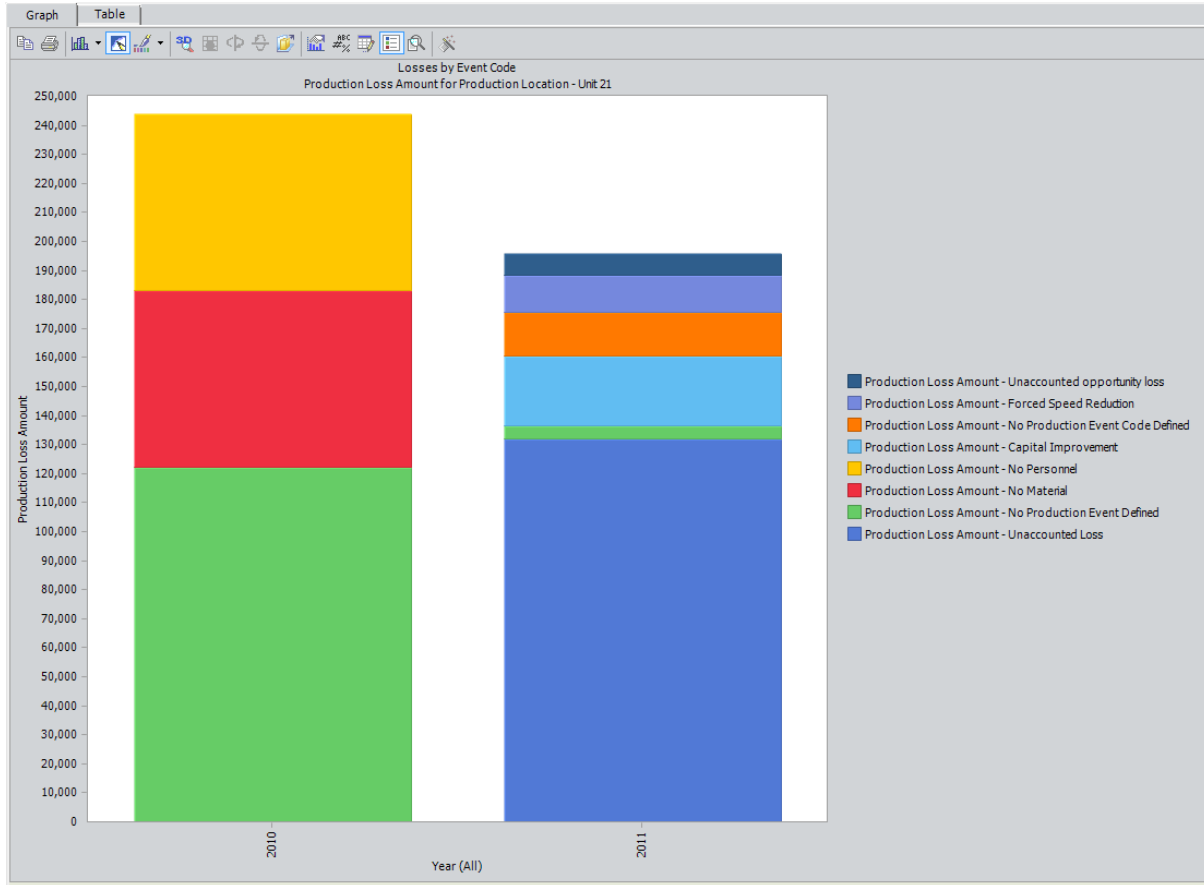 Graph Table
3D ABC #%
Losses by Event Code
Production Loss Amount for Production Location - Unit 21
250,000
240,000
230,000
220,000
210,000
200,000
190,000
180,000
170,000
160,000
150,000
140,000
130,000
120,000
110,000
100,000
90,000
80,000
70,000
60,000
50,000
40,000
30,000
20,000
10,000
0
Production Loss Amount
2010
2011
Year (All)
Production Loss Amount - Unaccounted opportunity loss
Production Loss Amount - Forced Speed Reduction
Production Loss Amount - No Production Event Code Defined
Production Loss Amount - Capital Improvement
Production Loss Amount - No Personnel
Production Loss Amount - No Material
Production Loss Amount - No Production Event Defined
Production Loss Amount - Unaccounted Loss